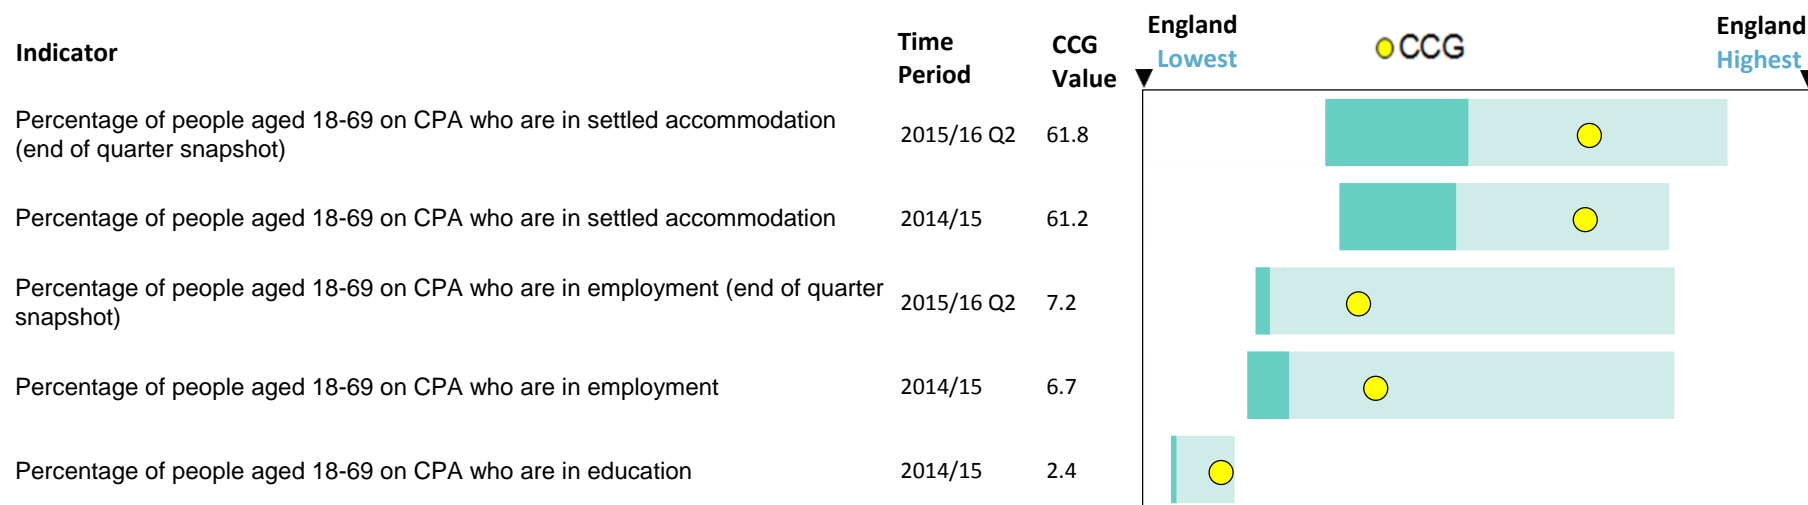 Indicator
Time
Period
CCG
Value
England
Lowest
CCG
England
Highest
Percentage of people aged 18-69 on CPA who are in settled accommodation
(end of quarter snapshot)
2015/16 Q2
61.8
Percentage of people aged 18-69 on CPA who are in settled accommodation
2014/15
61.2
Percentage of people aged 18-69 on CPA who are in employment (end of quarter
snapshot)
2015/16 Q2
7.2
Percentage of people aged 18-69 on CPA who are in employment
2014/15
6.7
Percentage of people aged 18-69 on CPA who are in education
2014/15
2.4